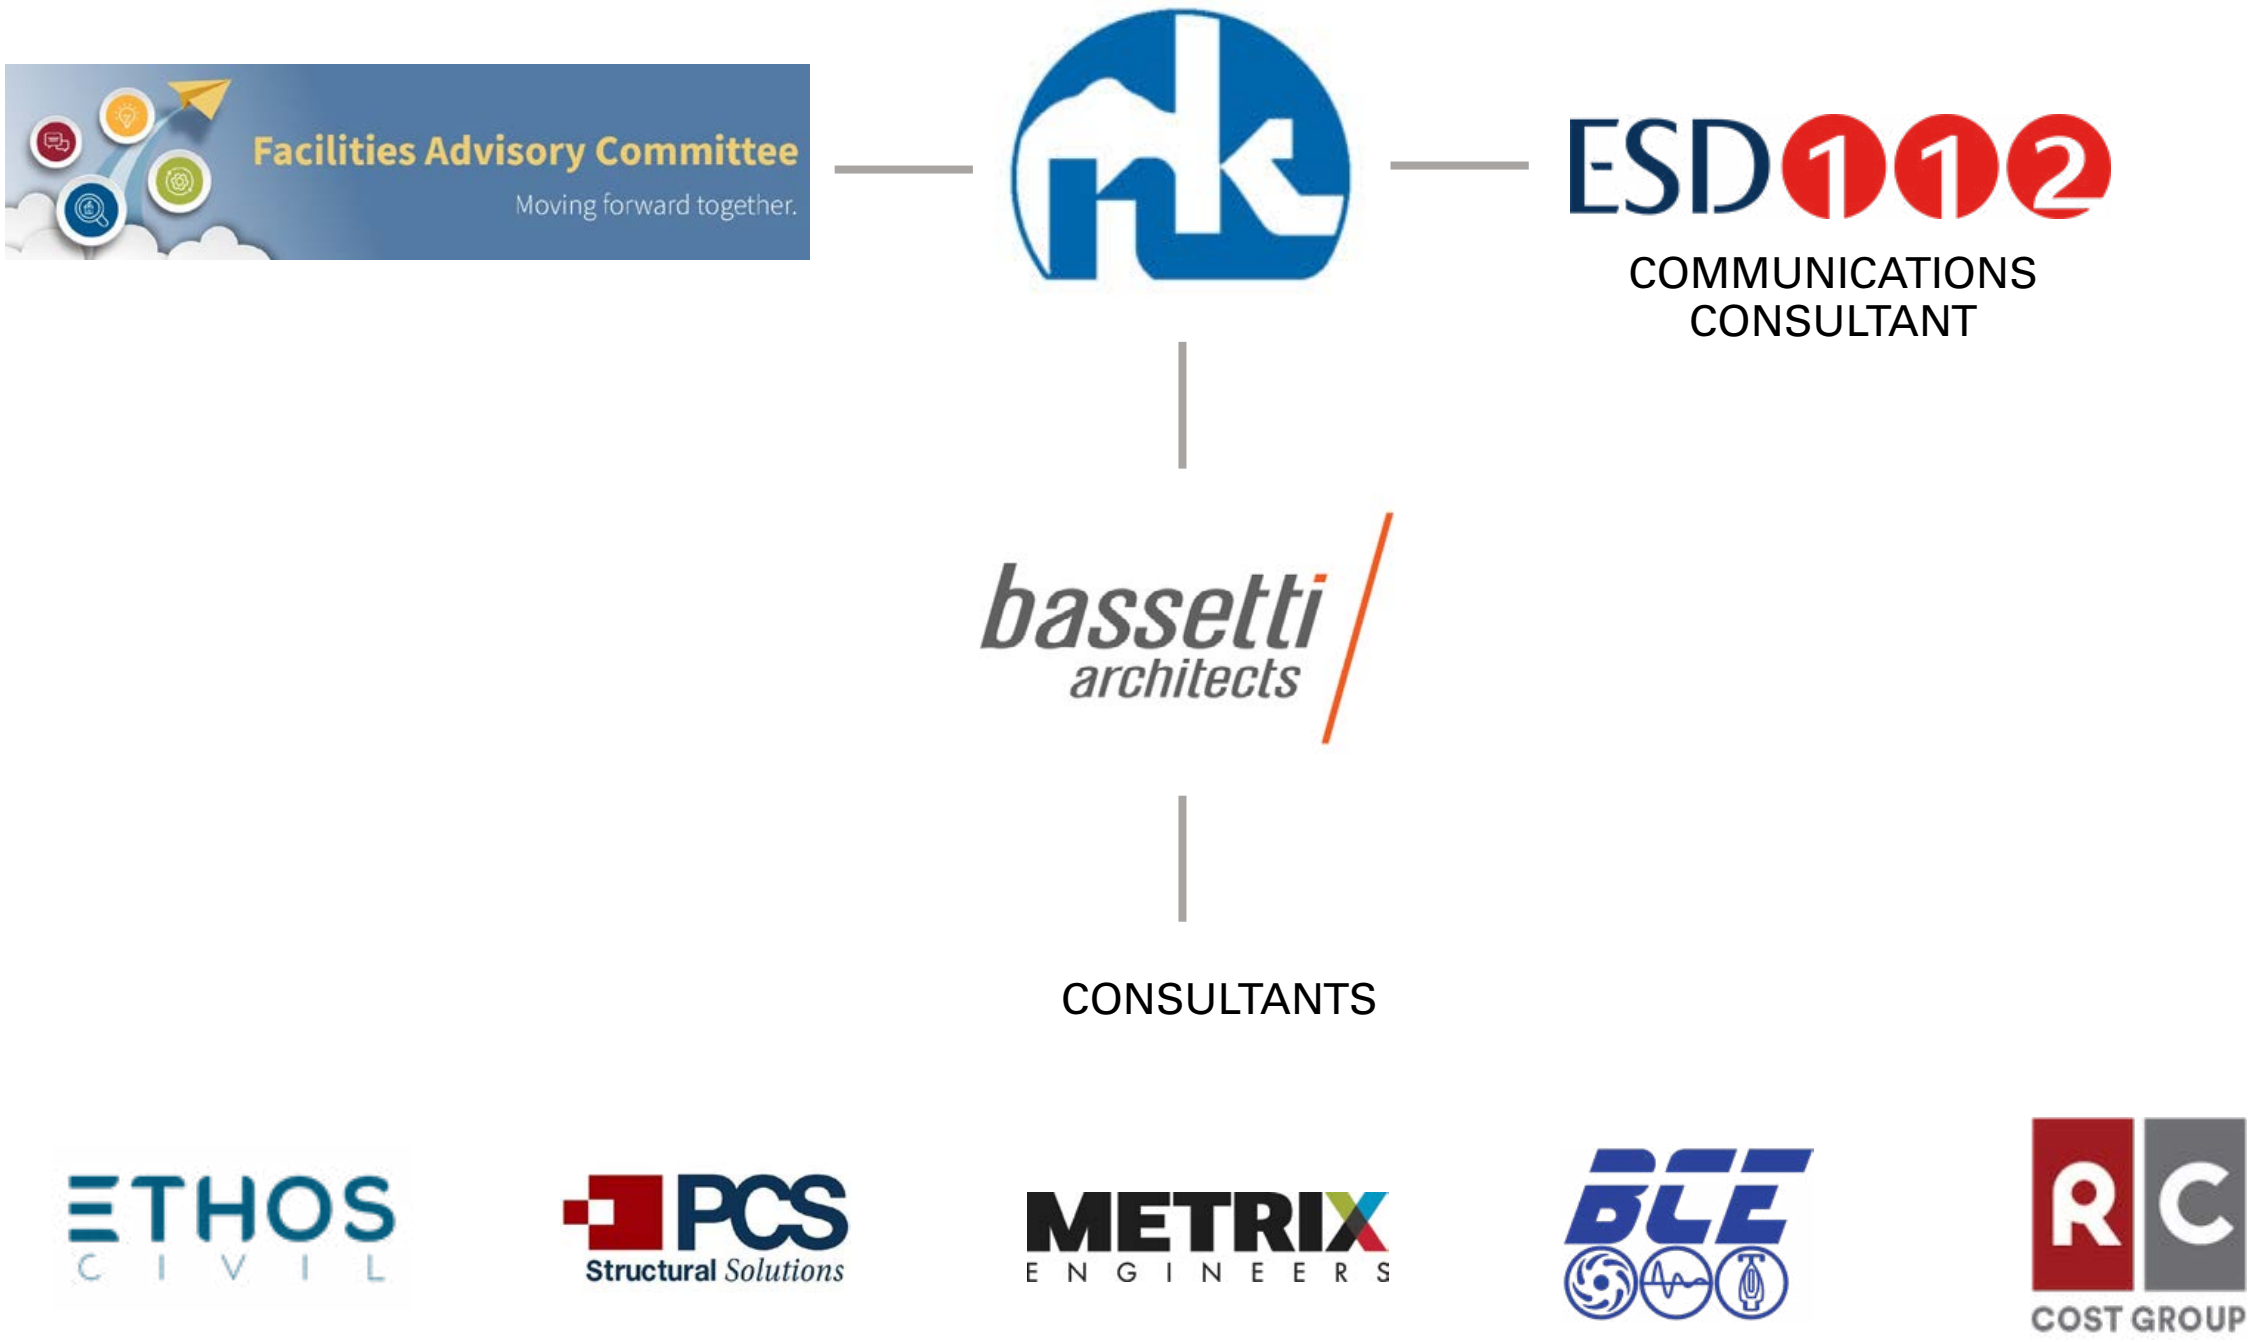 Facilities Advisory Committee
Moving forward together.
nk
ESD112
COMMUNICATIONS
CONSULTANT
bassetti
architects
CONSULTANTS
ETHOS
CIVIL
PCS
Structural Solutions
METRIX
ENGINEERS
BCE
RC
COST GROUP